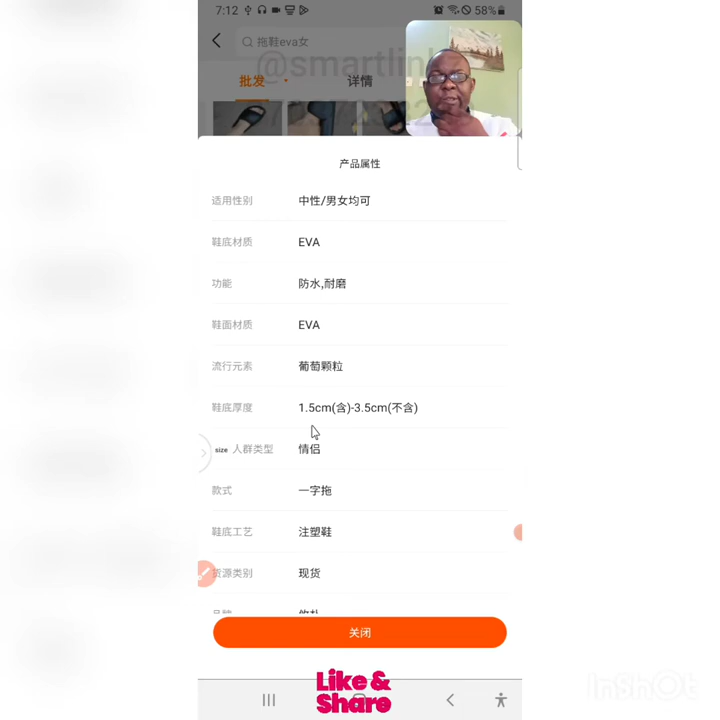 7:12
58%
拖鞋eva女
@smartlin
批发
详情
产品属性
适用性别 中性/男女均可
鞋底材质 EVA
功能 防水,耐磨
鞋面材质 EVA
流行元素 葡萄颗粒
鞋底厚度 1.5cm(含)-3.5cm(不含)
size 人群类型 情侣
款式 一字拖
鞋底工艺 注塑鞋
货源类别 现货
关闭
Like &
Share
InShOt